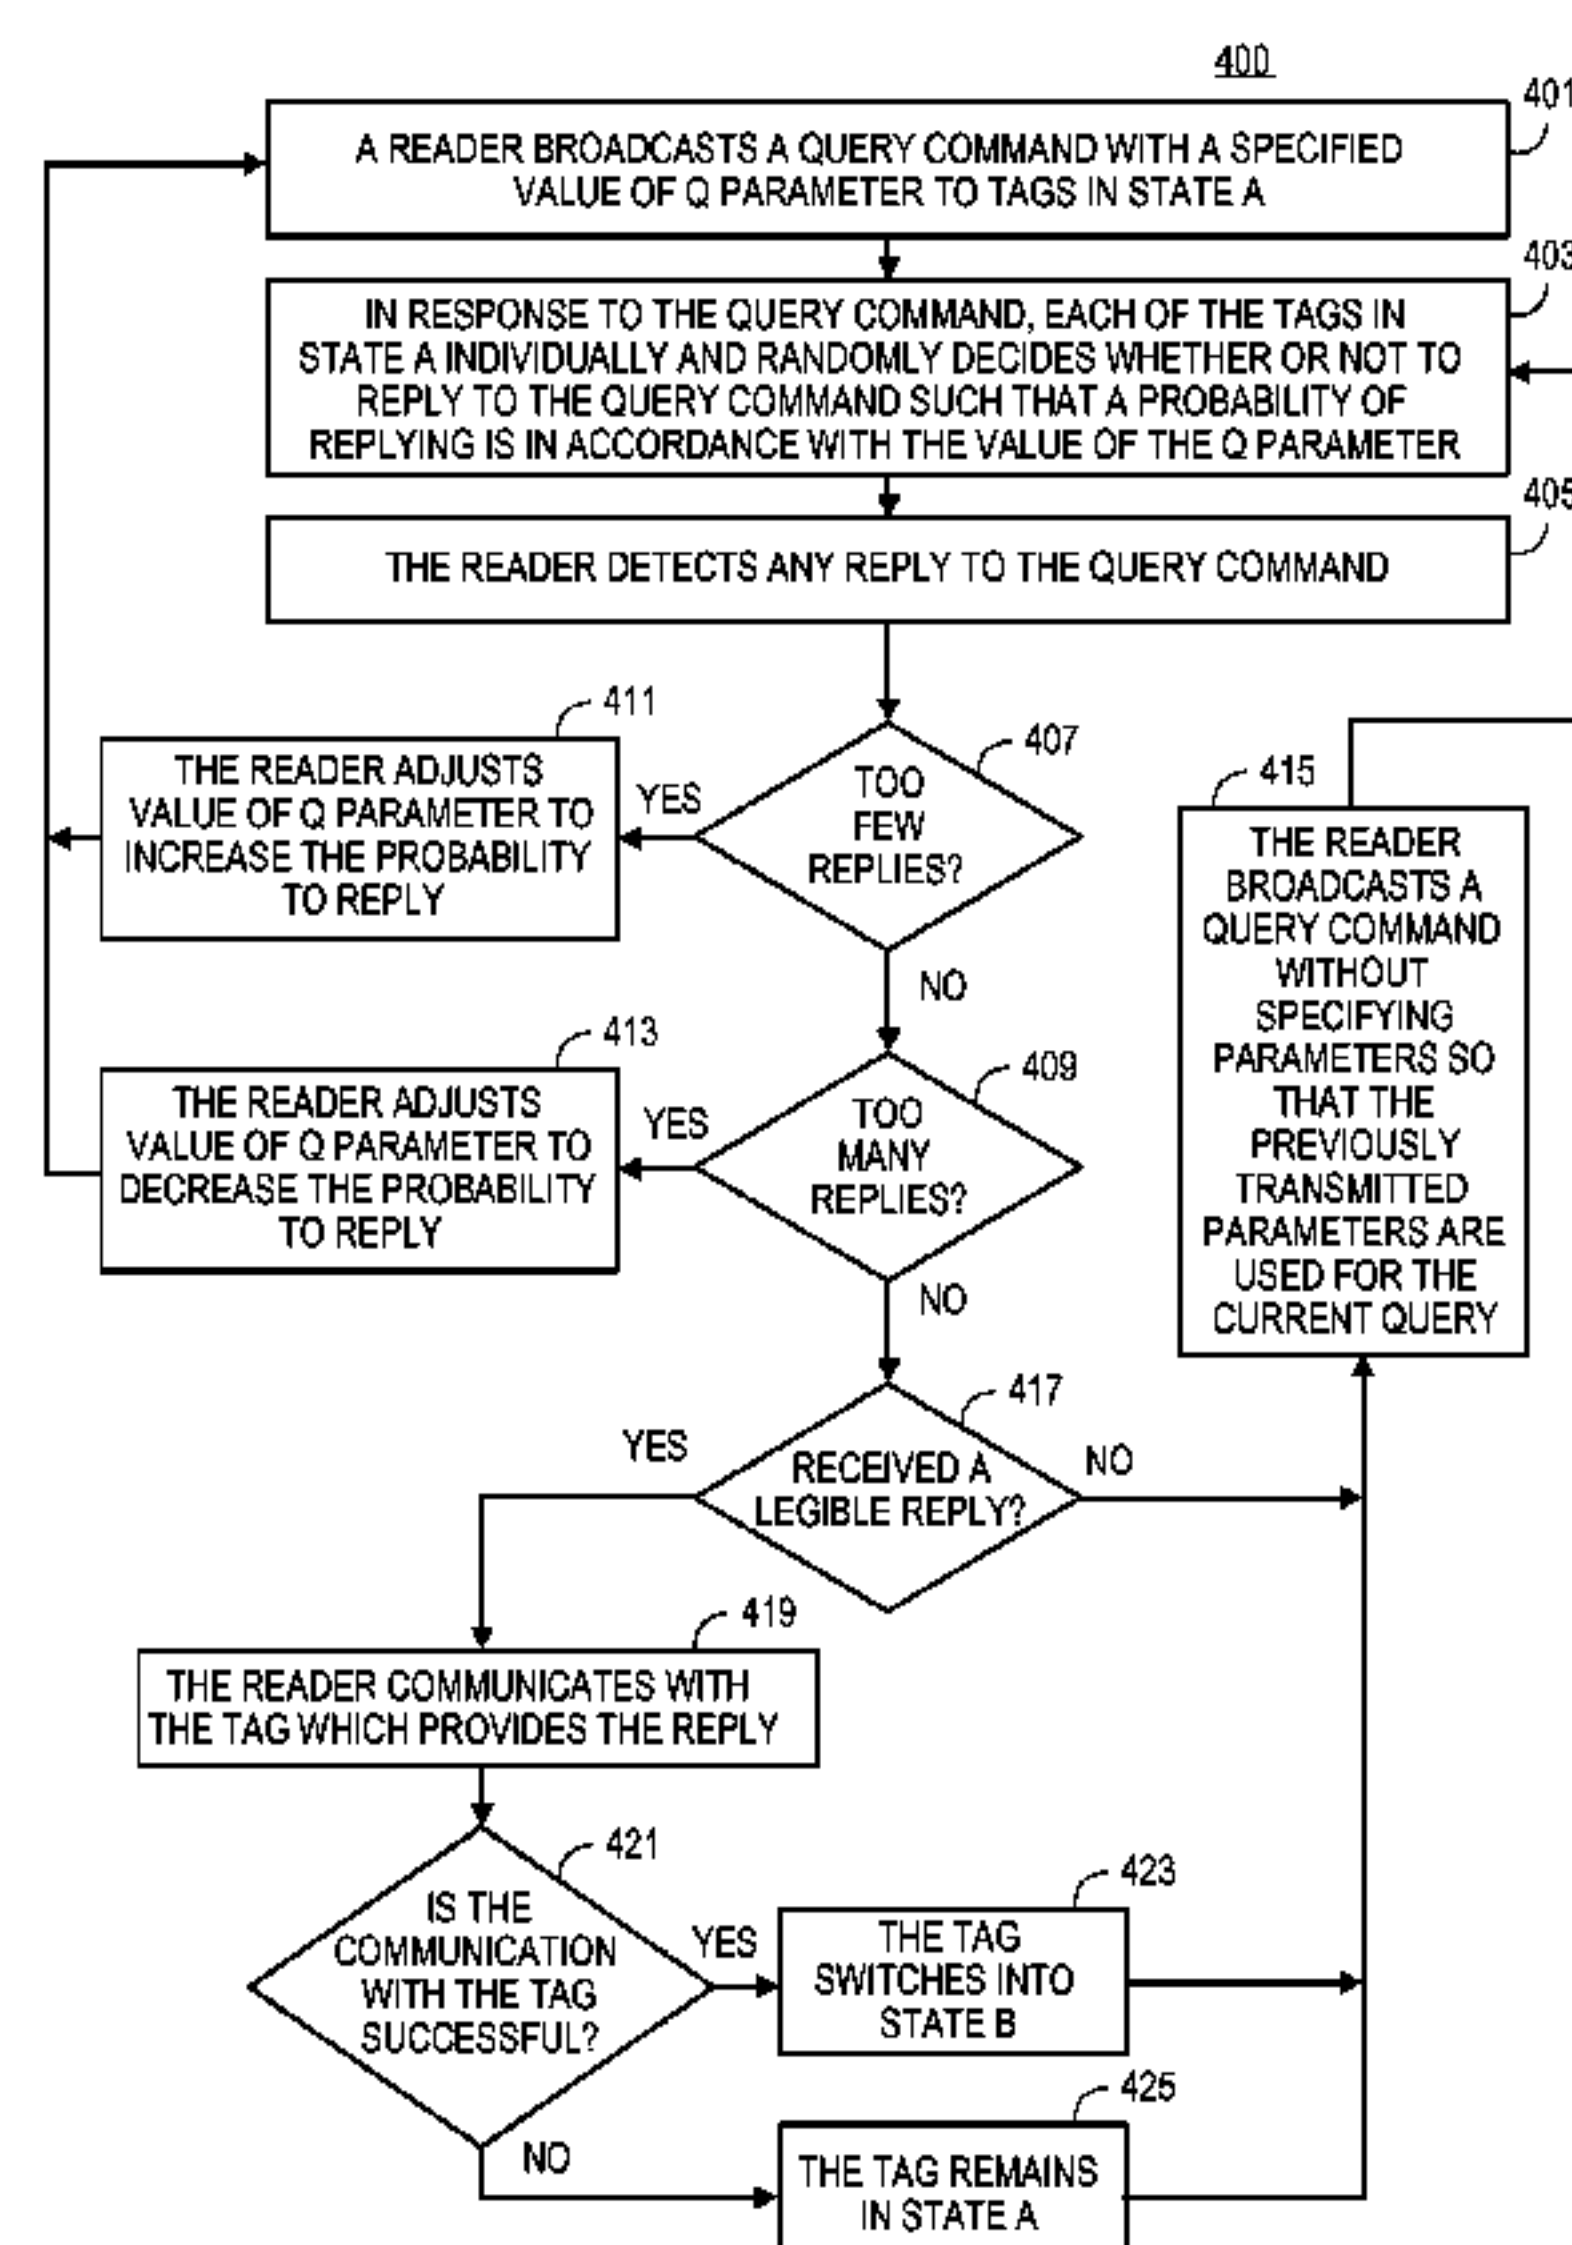 400
401
A READER BROADCASTS A QUERY COMMAND WITH A SPECIFIED
VALUE OF Q PARAMETER TO TAGS IN STATE A
403
IN RESPONSE TO THE QUERY COMMAND, EACH OF THE TAGS IN
STATE A INDIVIDUALLY AND RANDOMLY DECIDES WHETHER OR NOT TO
REPLY TO THE QUERY COMMAND SUCH THAT A PROBABILITY OF
REPLYING IS IN ACCORDANCE WITH THE VALUE OF THE Q PARAMETER
405
THE READER DETECTS ANY REPLY TO THE QUERY COMMAND
411
THE READER ADJUSTS
VALUE OF Q PARAMETER TO
INCREASE THE PROBABILITY
TO REPLY
YES
407
TOO
FEW
REPLIES?
NO
415
THE READER
BROADCASTS A
QUERY COMMAND
WITHOUT
SPECIFYING
PARAMETERS SO
THAT THE
PREVIOUSLY
TRANSMITTED
PARAMETERS ARE
USED FOR THE
CURRENT QUERY
413
THE READER ADJUSTS
VALUE OF Q PARAMETER TO
DECREASE THE PROBABILITY
TO REPLY
YES
409
TOO
MANY
REPLIES?
NO
417
YES
RECEIVED A
LEGIBLE REPLY?
NO
419
THE READER COMMUNICATES WITH
THE TAG WHICH PROVIDES THE REPLY
421
IS THE
COMMUNICATION
WITH THE TAG
SUCCESSFUL?
YES
423
THE TAG
SWITCHES INTO
STATE B
NO
425
THE TAG REMAINS
IN STATE A